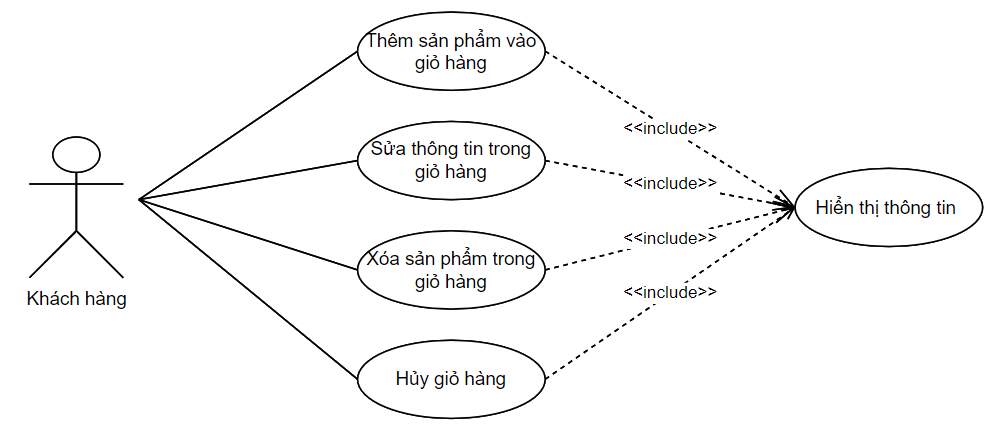 Thêm sản phẩm vào
giỏ hàng
<<include>>
Sửa thông tin trong
giỏ hàng
<<include>>
Hiển thị thông tin
Xóa sản phẩm trong
giỏ hàng
<<include>>
Khách hàng
<<include>>
Hủy giỏ hàng